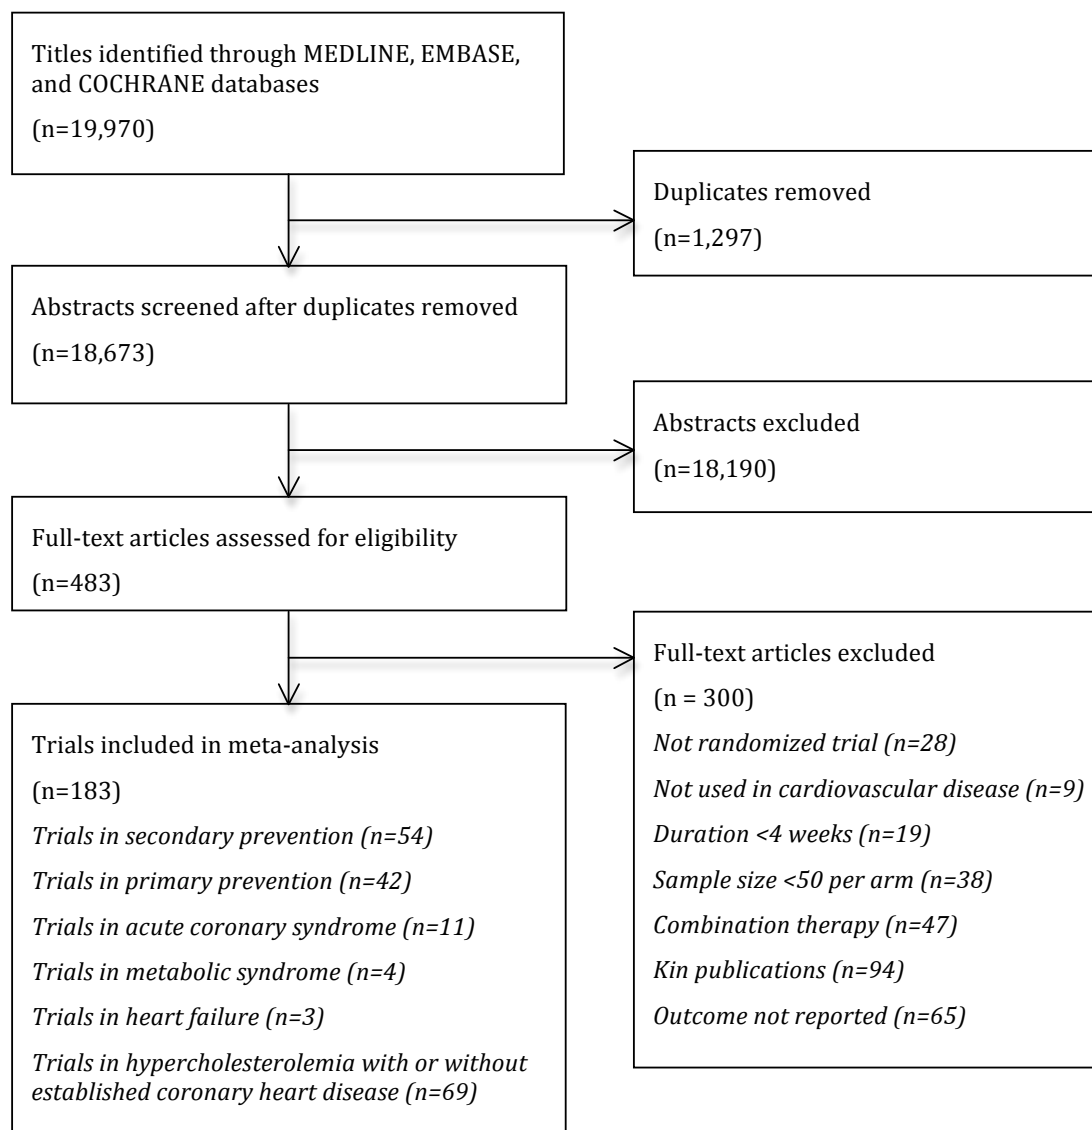 Titles identified through MEDLINE, EMBASE,
and COCHRANE databases
(n=19,970)
Duplicates removed
(n=1,297)
Abstracts screened after duplicates removed
(n=18,673)
Abstracts excluded
(n=18,190)
Full-text articles assessed for eligibility
(n=483)
Full-text articles excluded
(n = 300)
Not randomized trial (n=28)
Not used in cardiovascular disease (n=9)
Duration <4 weeks (n=19)
Sample size <50 per arm (n=38)
Combination therapy (n=47)
Kin publications (n=94)
Outcome not reported (n=65)
Trials included in meta-analysis
(n=183)
Trials in secondary prevention (n=54)
Trials in primary prevention (n=42)
Trials in acute coronary syndrome (n=11)
Trials in metabolic syndrome (n=4)
Trials in heart failure (n=3)
Trials in hypercholesterolemia with or without
established coronary heart disease (n=69)